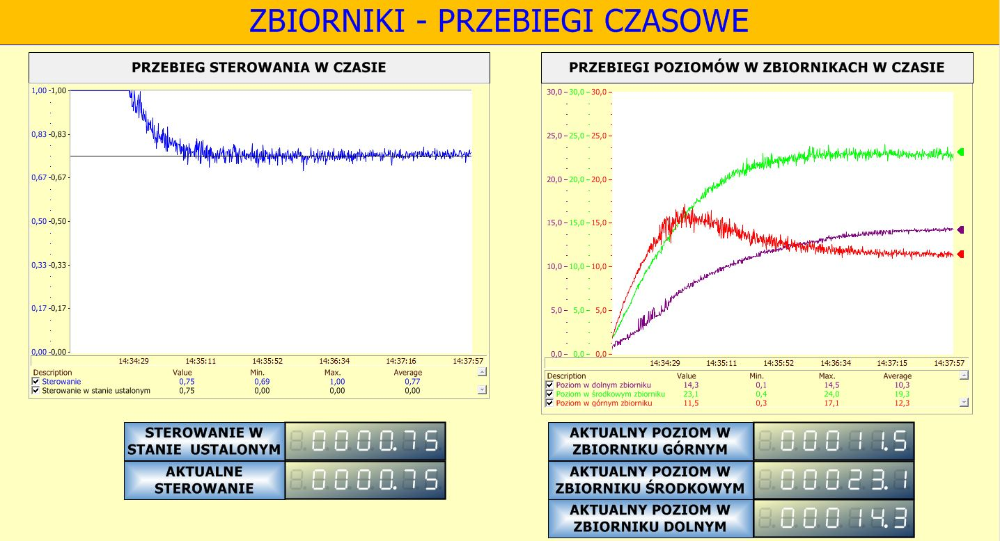 ZBIORNIKI - PRZEBIEGI CZASOWE
PRZEBIEG STEROWANIA W CZASIE
1,00 -1,00
0,83 -0,83
0,67 -0,67
0,50 -0,50
0,33 -0,33
0,17 -0,17
0,00 -0,00
14:34:29 14:35:11 14:35:52 14:36:34 14:37:16 14:37:57
Description Value Min. Max. Average
Sterowanie 0,75 0,69 1,00 0,77
Sterowanie w stanie ustalonym 0,75 0,00 0,00 0,00
STEROWANIE W
STANIE USTALONYM
0000.75
AKTUALNE
STEROWANIE
0000.75
PRZEBIEGI POZIOMÓW W ZBIORNIKACH W CZASIE
30,0 30,0 30,0
25,0 25,0 25,0
20,0 20,0 20,0
15,0 15,0 15,0
10,0 10,0 10,0
5,0 5,0 5,0
0,0 0,0 0,0
14:34:29 14:35:11 14:35:52 14:36:34 14:37:15 14:37:57
Description Value Min. Max. Average
Poziom w dolnym zbiorniku 14,3 0,1 14,5 10,3
Poziom w środkowym zbiorniku 23,1 0,4 24,0 19,3
Poziom w górnym zbiorniku 11,5 0,3 17,1 12,3
AKTUALNY POZIOM W
ZBIORNIKU GÓRNYM
00011.5
AKTUALNY POZIOM W
ZBIORNIKU ŚRODKOWYM
00023.1
AKTUALNY POZIOM W
ZBIORNIKU DOLNYM
00014.3